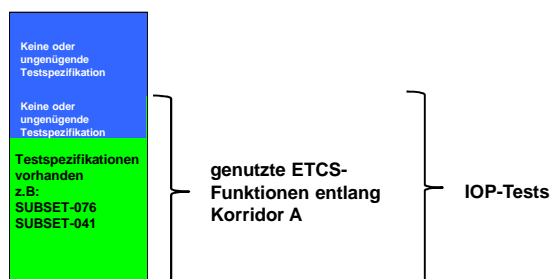 Keine oder
ungenügende
Testspezifikation
Keine oder
ungenügende
Testspezifikation
Testspezifikationen
vorhanden
z.B:
SUBSET-076
SUBSET-041
genutzte ETCS-
Funktionen entlang
Korridor A
IOP-Tests